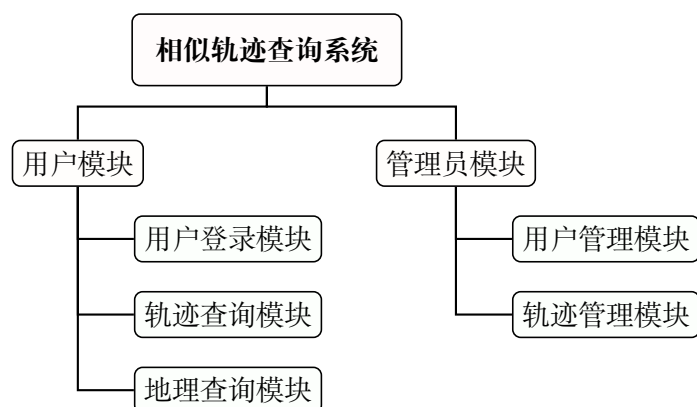 相似轨迹查询系统
用户模块
管理员模块
用户登录模块
用户管理模块
轨迹查询模块
轨迹管理模块
地理查询模块